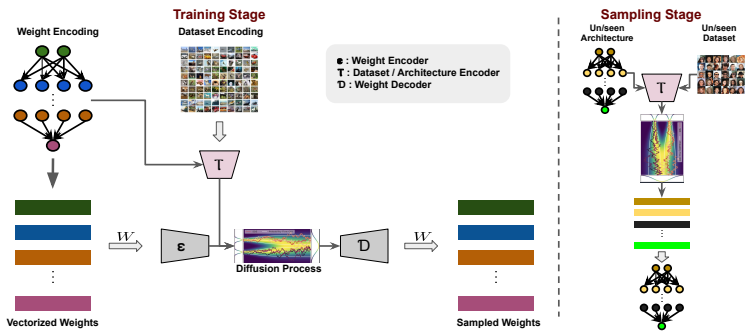 Training Stage
Sampling Stage
Weight Encoding
Dataset Encoding
Un/seen
Architecture
Un/seen
Dataset
ε : Weight Encoder
T : Dataset / Architecture Encoder
D : Weight Decoder
T
T
W
ε
D
W
Diffusion Process
Vectorized Weights
Sampled Weights